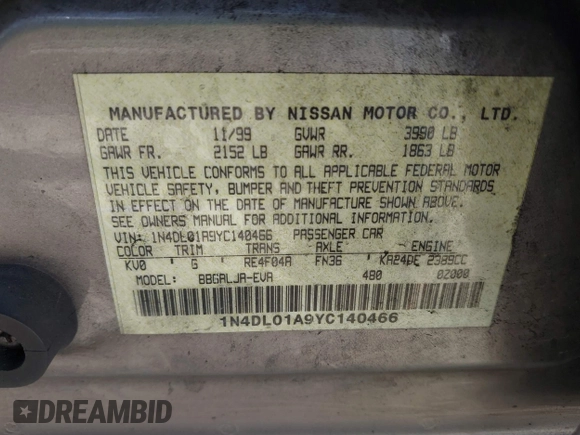 MANUFACTURED BY NISSAN MOTOR CO., LTD.
DATE 11/99 GVWR 3990 LB
GAWR FR. 2152 LB GAWR RR. 1863 LB
THIS VEHICLE CONFORMS TO ALL APPLICABLE FEDERAL MOTOR
VEHICLE SAFETY, BUMPER AND THEFT PREVENTION STANDARDS
IN EFFECT ON THE DATE OF MANUFACTURE SHOWN ABOVE.
SEE OWNERS MANUAL FOR ADDITIONAL INFORMATION.
VIN: 1N4DL01A9YC140466 PASSENGER CAR
COLOR TRIM TRANS AXLE ENGINE
KV0 G RE4F04A FN36 KA24DE 2389CC
MODEL: BBGALJA-EVA 480 02000
1N4DL01A9YC140466
DREAMBID